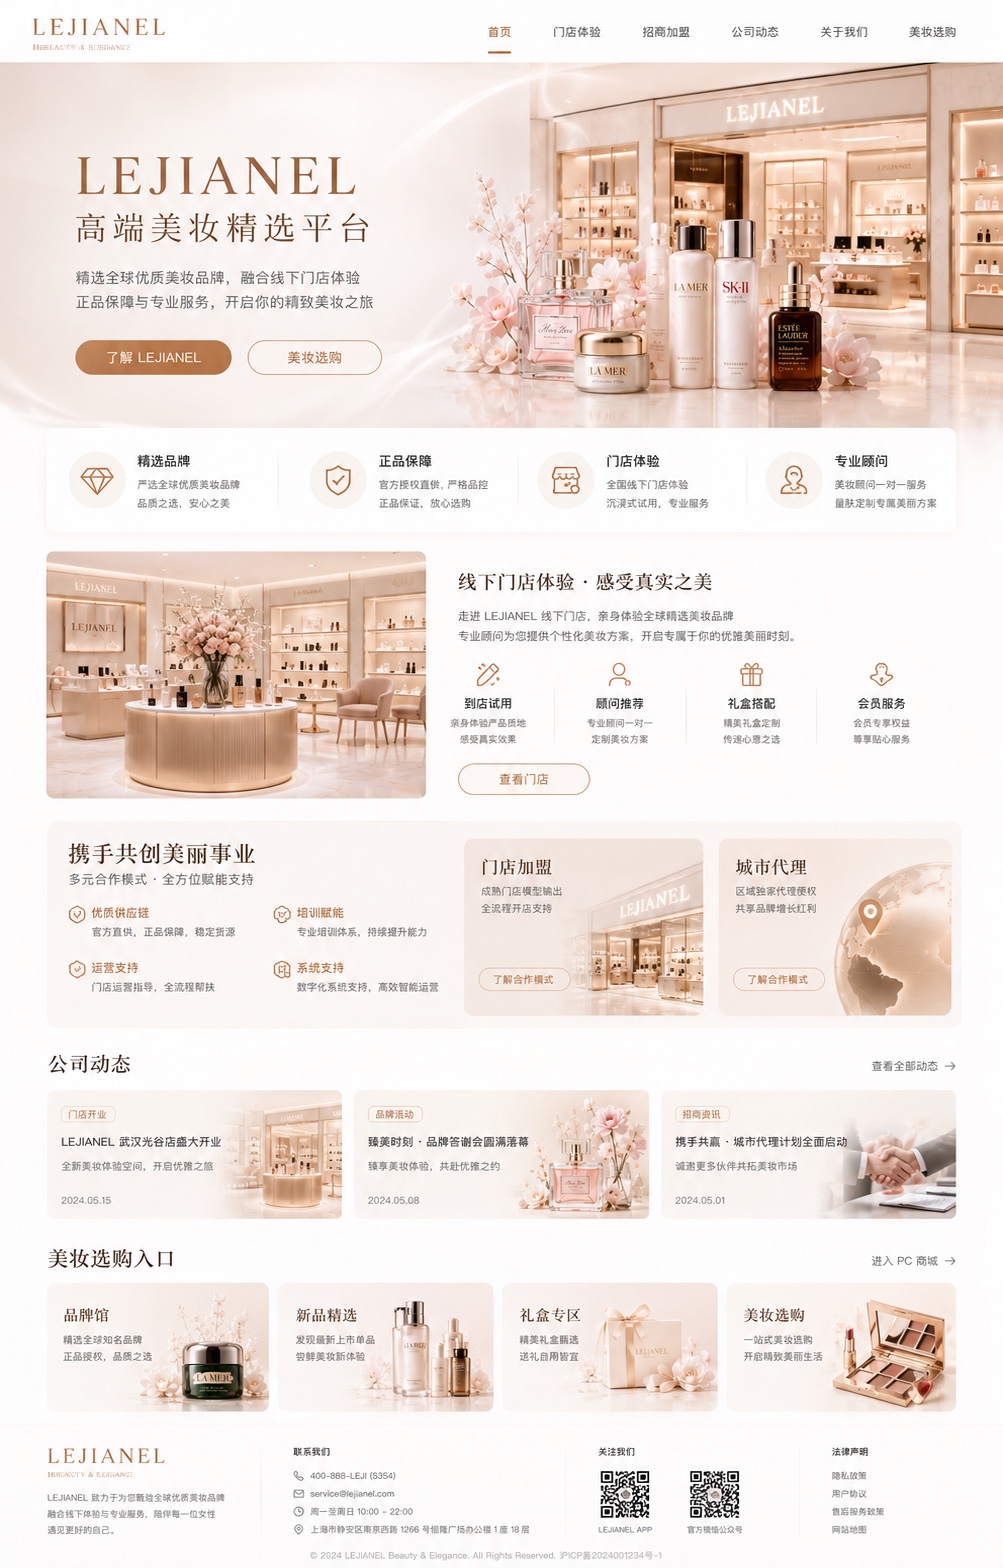 LEJIANEL
首页
门店体验
招商加盟
公司动态
关于我们
美妆选购
LEJIANEL
LEJIANEL
高端美妆精选平台
精选全球优质美妆品牌，融合线下门店体验
正品保障与专业服务，开启你的精致美妆之旅
了解 LEJIANEL
美妆选购
LA MER
SK-II
ESTÉE
LAUDER
LA MER
精选品牌
严选全球优质美妆品牌
品质之选，安心之美
正品保障
官方授权直供，严格品控
正品保证，放心选购
门店体验
全国线下门店体验
沉浸式试用，专业服务
专业顾问
美妆顾问一对一服务
量肤定制专属美丽方案
LEJIANEL
LEJIANEL
线下门店体验 · 感受真实之美
走进 LEJIANEL 线下门店，亲身体验全球精选美妆品牌
专业顾问为您提供个性化美妆方案，开启专属于你的优雅美丽时刻。
到店试用
亲身体验产品质地
感受真实效果
顾问推荐
专业顾问一对一
定制美妆方案
礼盒搭配
精美礼盒定制
传递心意之选
会员服务
会员专享权益
尊享贴心服务
查看门店
携手共创美丽事业
多元合作模式 · 全方位赋能支持
优质供应链
官方直供，正品保障，稳定货源
培训赋能
专业培训体系，持续提升能力
运营支持
门店运营指导，全流程帮扶
系统支持
数字化系统支持，高效智能运营
门店加盟
成熟门店模型输出
全流程开店支持
了解合作模式
LEJIANEL
城市代理
区域独家代理便权
共享品牌增长红利
了解合作模式
公司动态
查看全部动态 →
门店开业
LEJIANEL 武汉光谷店盛大开业
全新美妆体验空间，开启优雅之旅
2024.05.15
品牌活动
臻美时刻 · 品牌答谢会圆满落幕
臻享美妆体验，共赴优雅之约
2024.05.08
招商资讯
携手共赢 · 城市代理计划全面启动
诚邀更多伙伴共拓美妆市场
2024.05.01
美妆选购入口
进入 PC 商城 →
品牌馆
精选全球知名品牌
正品授权，品质之选
新品精选
发现最新上市单品
尝鲜美妆新体验
礼盒专区
精美礼盒甄选
送礼自用皆宜
LEJIANEL
美妆选购
一站式美妆选购
开启精致美丽生活
LEJIANEL
LEJIANEL 致力于为您甄选全球优质美妆品牌
融合线下体验与专业服务，陪伴每一位女性
遇见更好的自己。
联系我们
400-888-LEJI (5354)
service@lejianel.com
周一至周日 10:00 - 22:00
上海市静安区南京西路 1266 号恒隆广场办公楼 1 座 18 层
关注我们
LEJIANEL APP
官方微信公众号
法律声明
隐私政策
用户协议
售后服务政策
网站地图
© 2024 LEJIANEL Beauty & Elegance. All Rights Reserved. 沪ICP备2024001234号-1